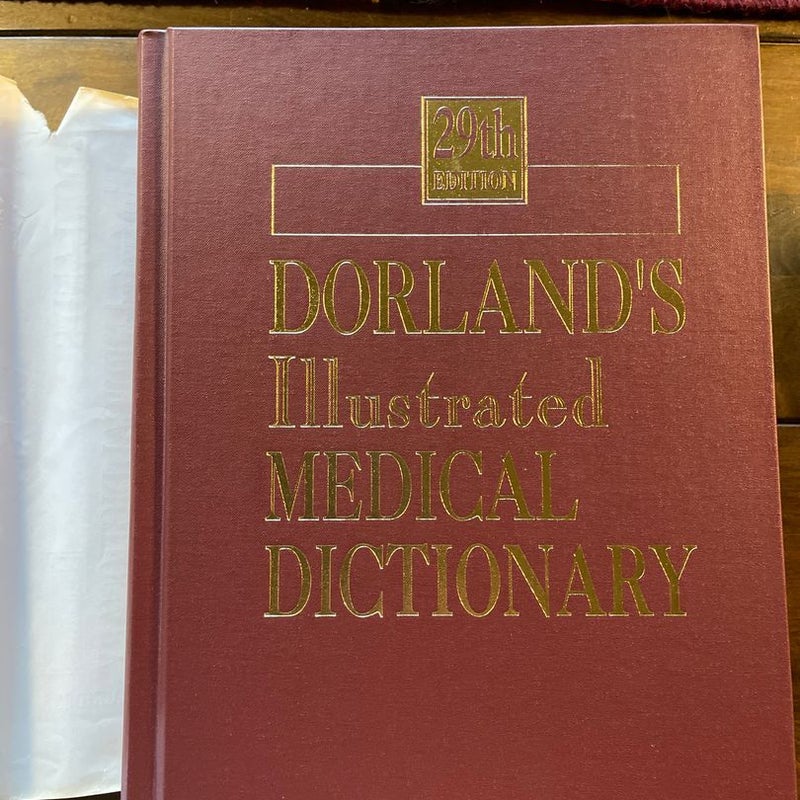 29th
EDITION
DORLAND'S
Illustrated
MEDICAL
DICTIONARY